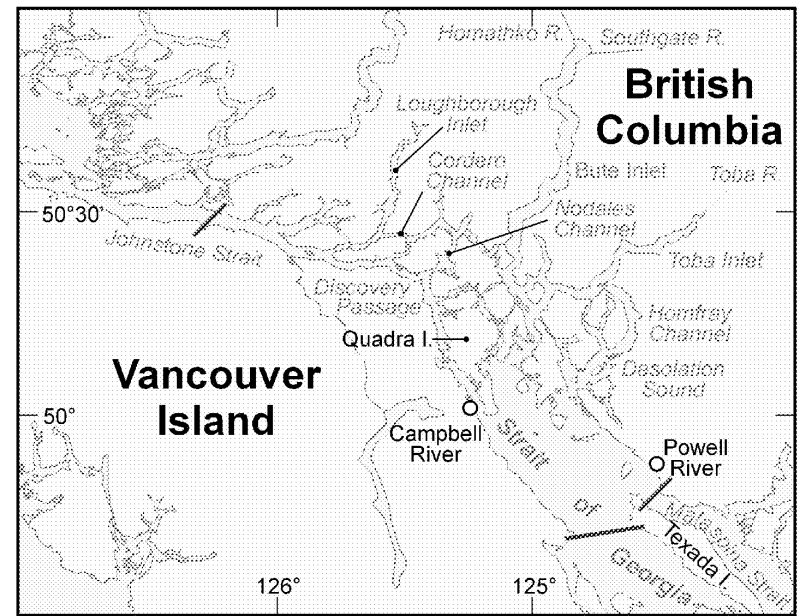 Homathko R.
Southgate R.
British
Columbia
Loughborough
Inlet
Cordero
Channel
Bute Inlet
Toba R.
50°30'
Nodales
Channel
Johnstone Strait
Toba Inlet
Discovery
Passage
Homfray
Channel
Quadra I.
Vancouver
Island
Desolation
Sound
50°
Campbell
River
Strait
of
Georgia
Powell
River
Malaspina Strait
Texada I.
126°
125°